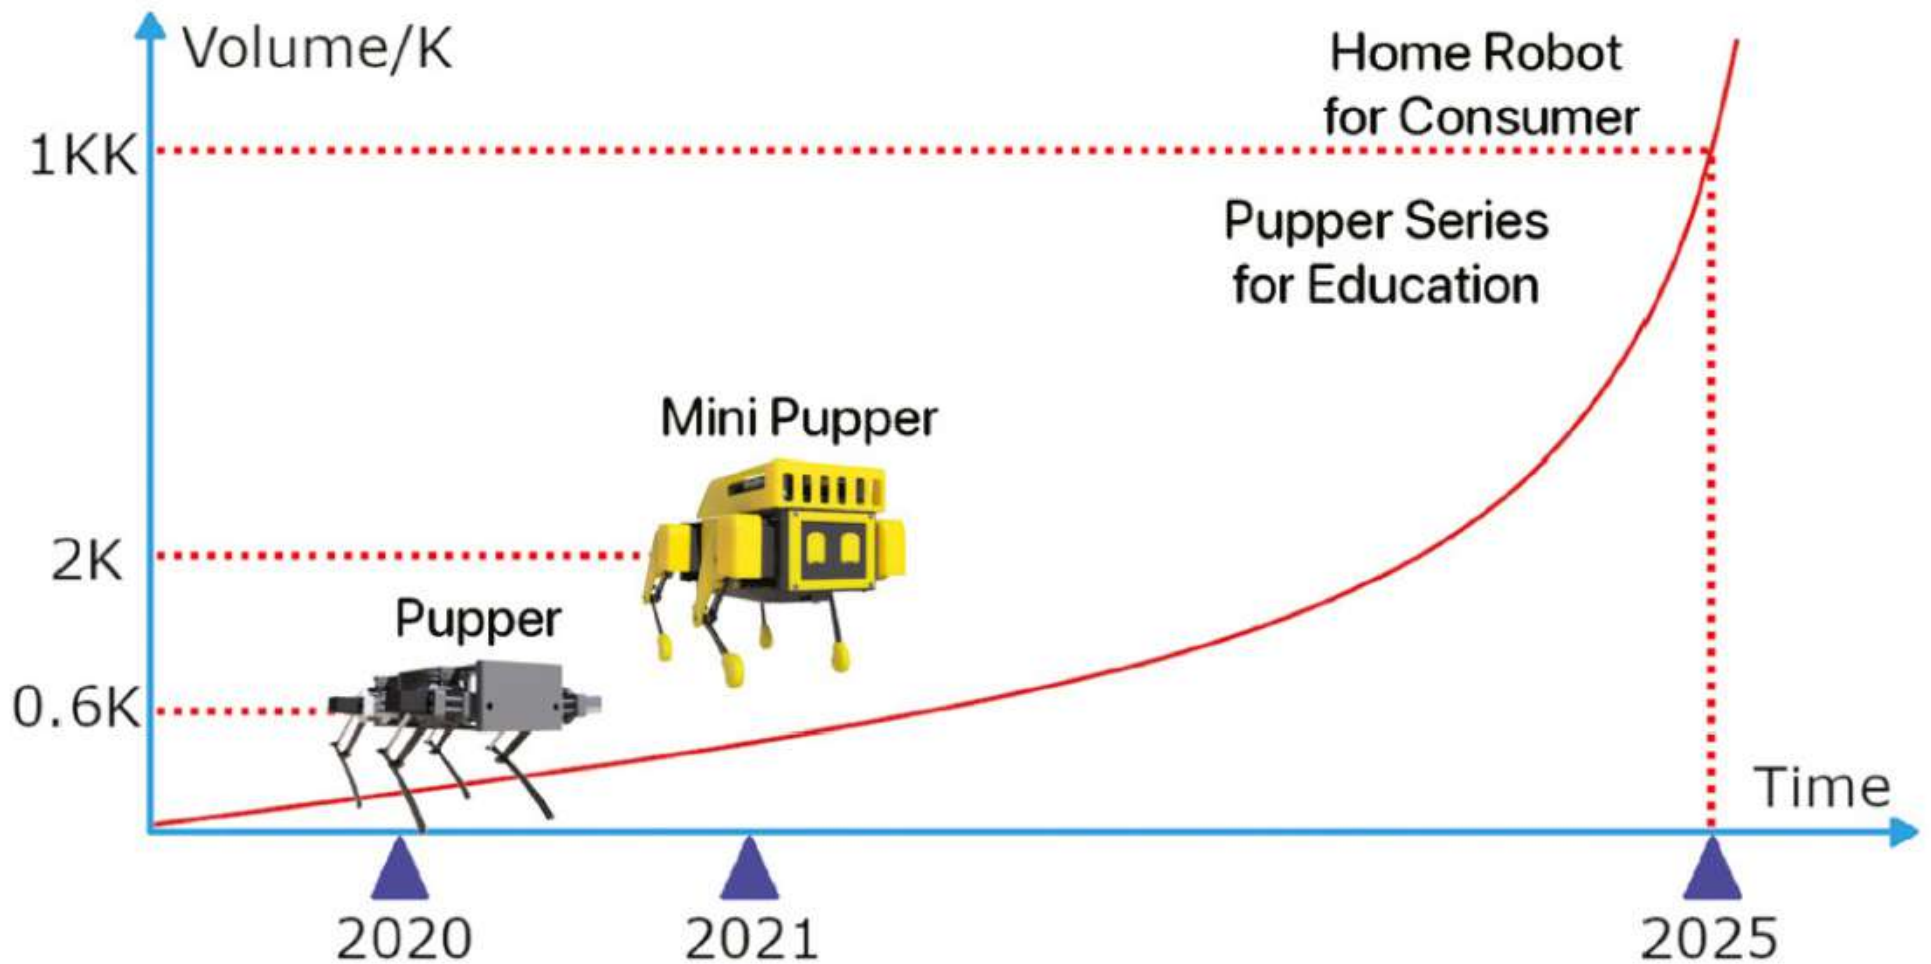 Volume/K
Home Robot
for Consumer
1KK
Pupper Series
for Education
Mini Pupper
2K
Pupper
0.6K
Time
2020
2021
2025